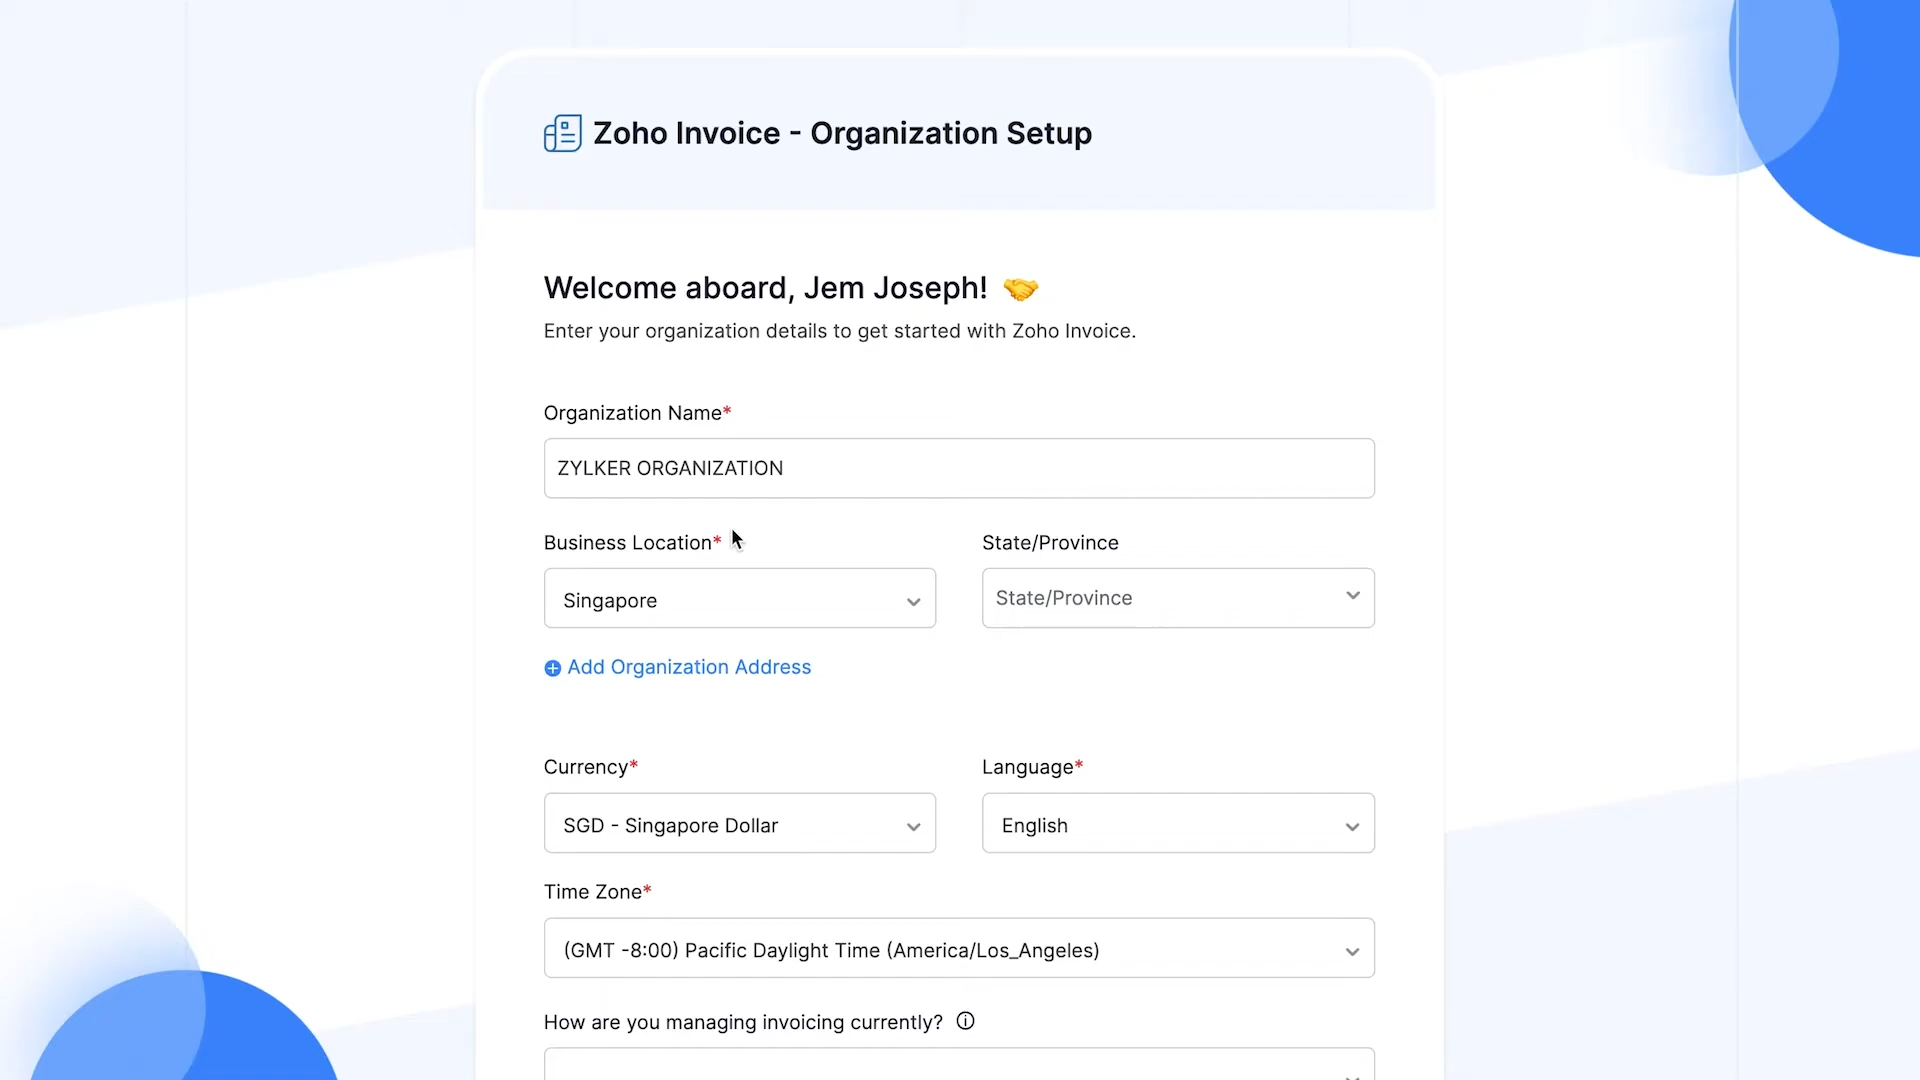 Zoho Invoice - Organization Setup
Welcome aboard, Jem Joseph!
Enter your organization details to get started with Zoho Invoice.
Organization Name*
ZYLKER ORGANIZATION
Business Location*
State/Province
Singapore
State/Province
Add Organization Address
Currency*
Language*
SGD - Singapore Dollar
English
Time Zone*
(GMT -8:00) Pacific Daylight Time (America/Los_Angeles)
How are you managing invoicing currently?